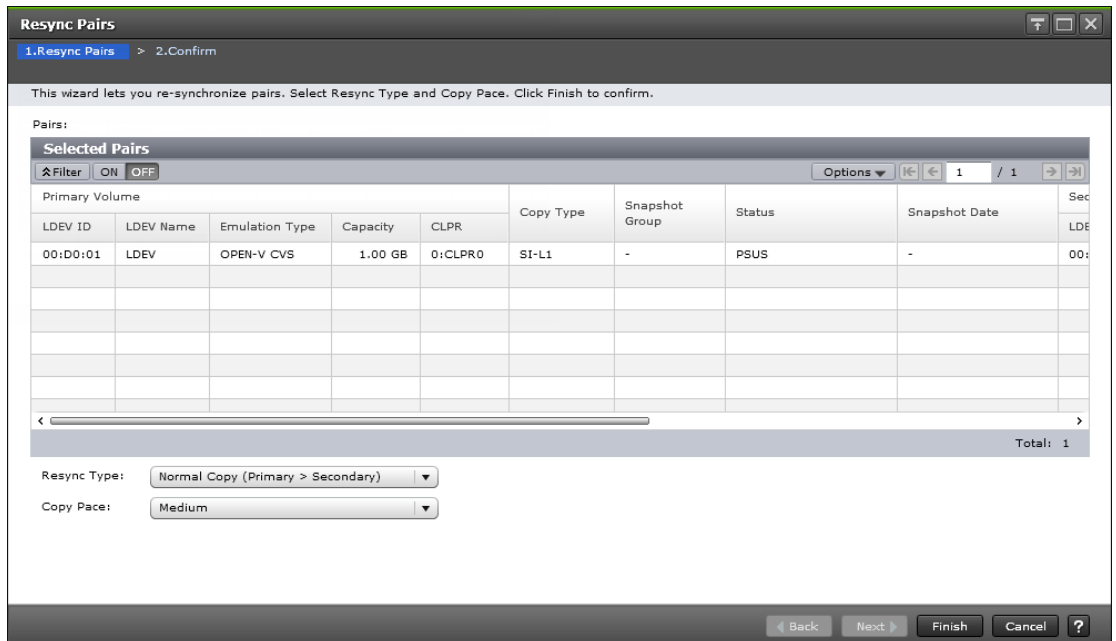 Resync Pairs
1.Resync Pairs > 2.Confirm
This wizard lets you re-synchronize pairs. Select Resync Type and Copy Pace. Click Finish to confirm.
Pairs:
Selected Pairs
Filter ON OFF Options 1 / 1
Primary Volume Copy Type Snapshot Group Status Snapshot Date Sec
LDEV ID LDEV Name Emulation Type Capacity CLPR LDE
00:D0:01 LDEV OPEN-V CVS 1.00 GB 0:CLPR0 SI-L1 - PSUS - 00:
Total: 1
Resync Type: Normal Copy (Primary > Secondary)
Copy Pace: Medium
Back Next Finish Cancel ?